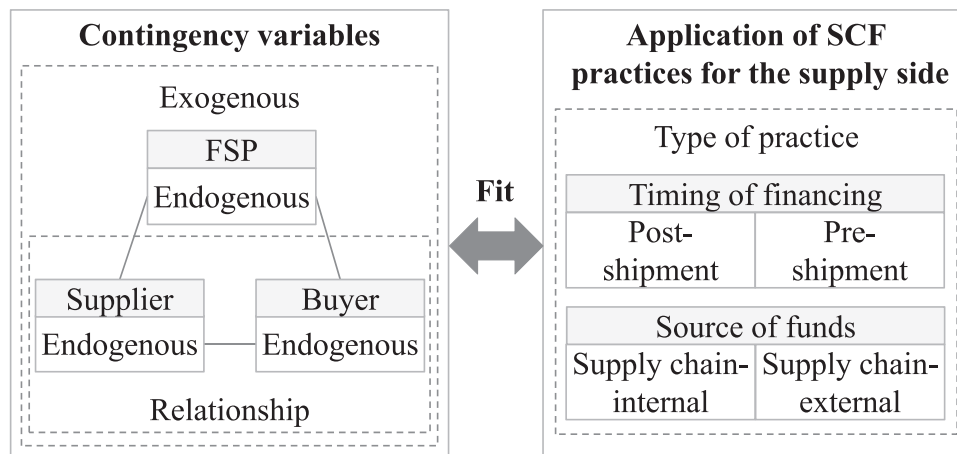 Contingency variables
Exogenous
FSP
Endogenous
Supplier
Buyer
Endogenous
Endogenous
Relationship
Fit
Application of SCF
practices for the supply side
Type of practice
Timing of financing
Post-
shipment
Pre-
shipment
Source of funds
Supply chain-
internal
Supply chain-
external